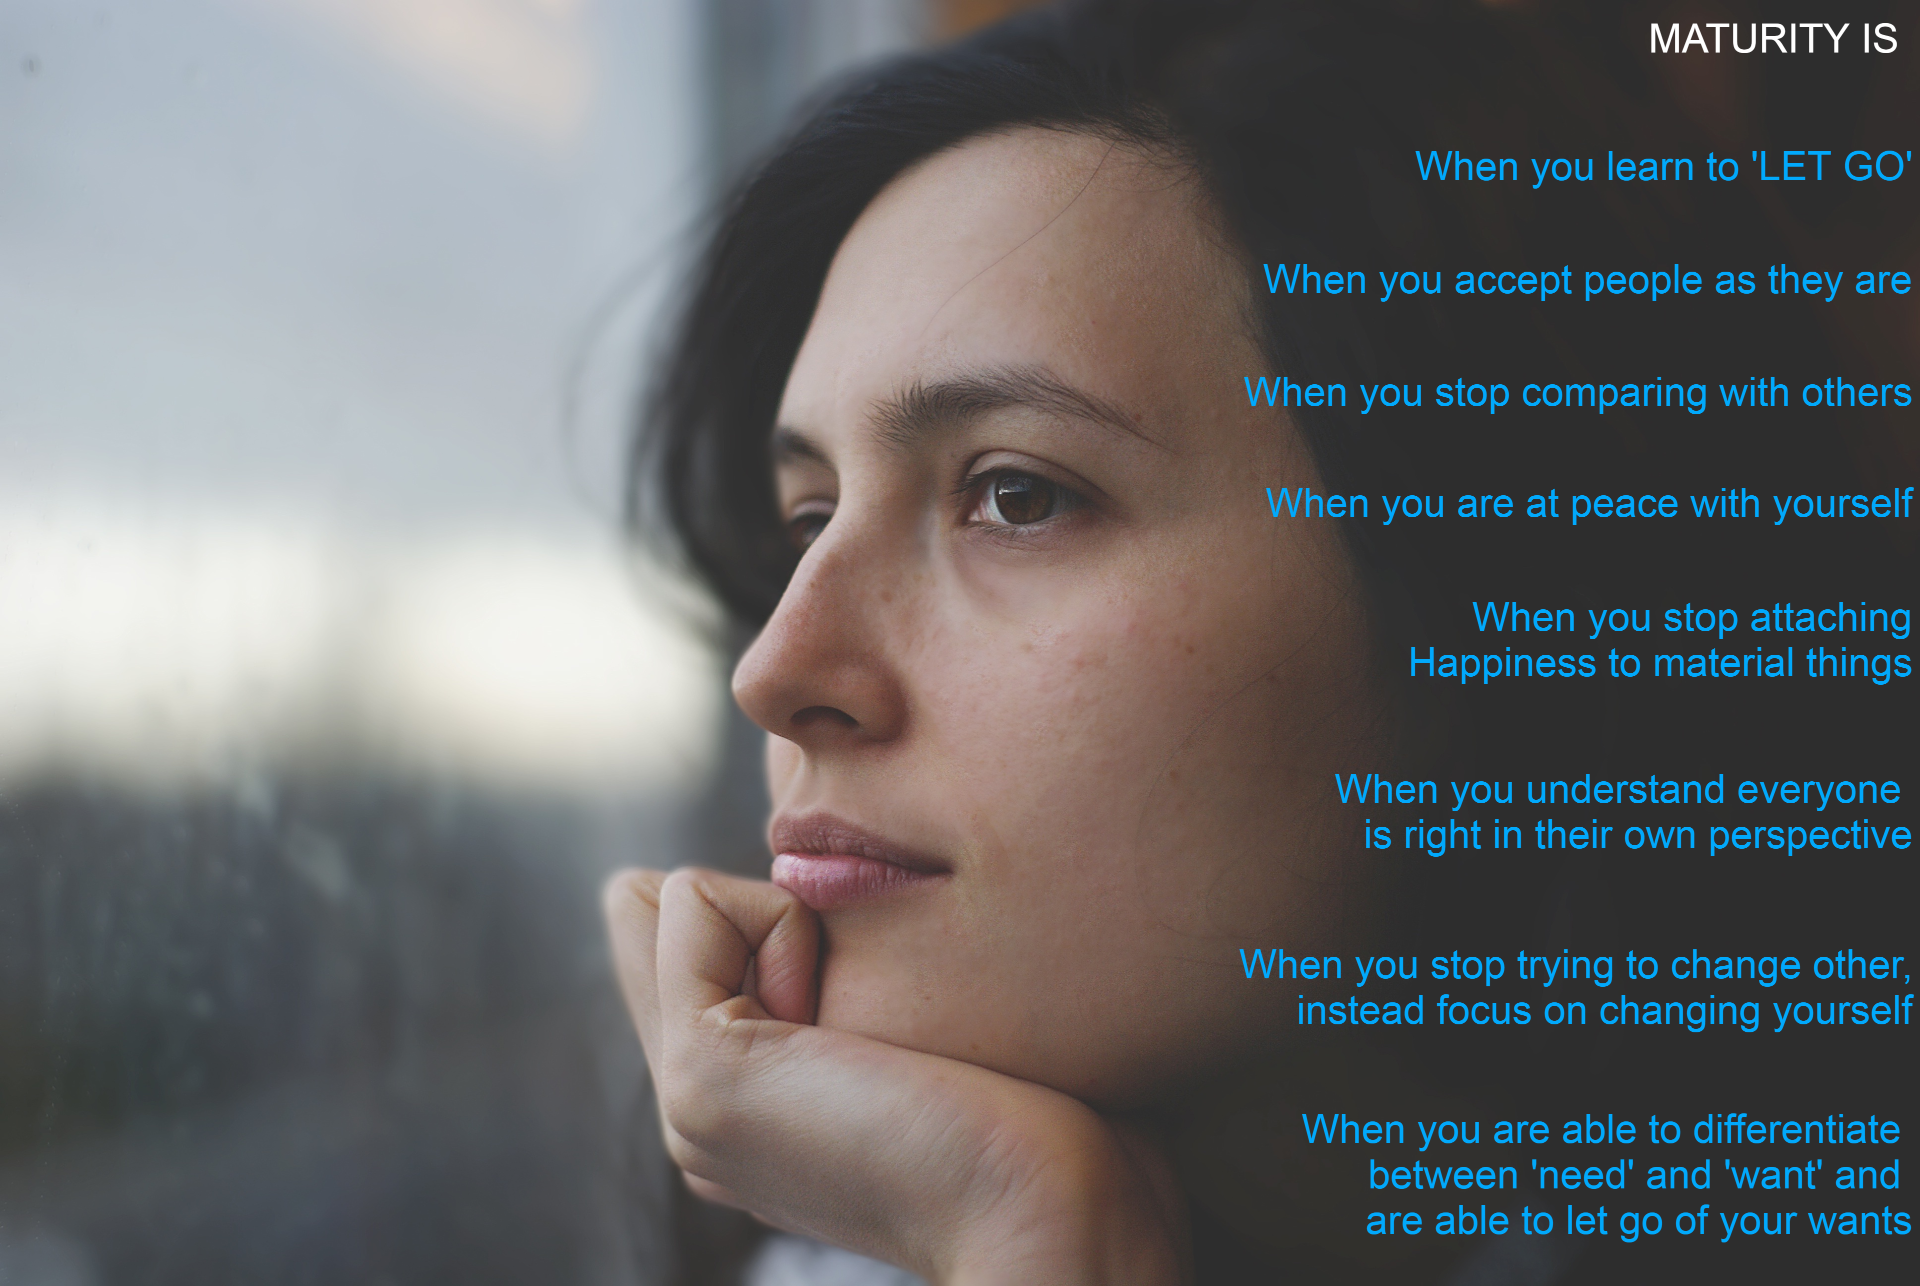 MATURITY IS
When you learn to 'LET GO'
When you accept people as they are
When you stop comparing with others
When you are at peace with yourself
When you stop attaching
Happiness to material things
When you understand everyone
is right in their own perspective
When you stop trying to change other,
instead focus on changing yourself
When you are able to differentiate
between 'need' and 'want' and
are able to let go of your wants